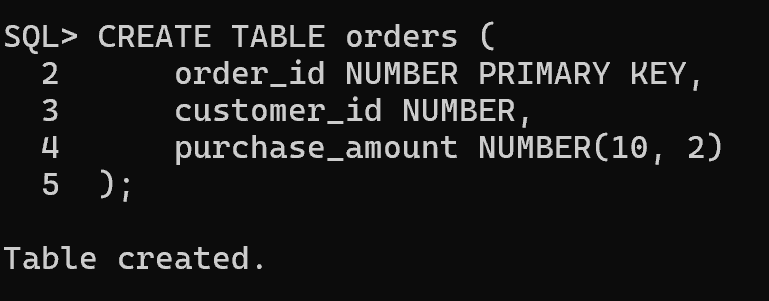 SQL> CREATE TABLE orders (
  2      order_id NUMBER PRIMARY KEY,
  3      customer_id NUMBER,
  4      purchase_amount NUMBER(10, 2)
  5  );
Table created.